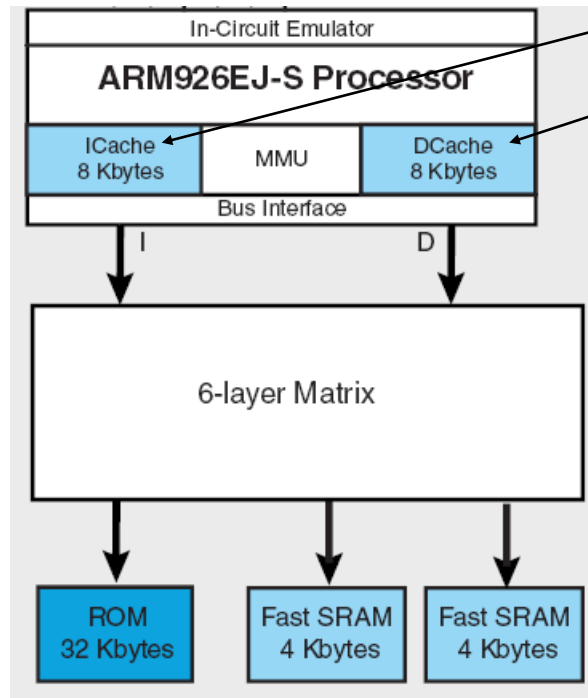 In-Circuit Emulator
ARM926EJ-S Processor
ICache
8 Kbytes
MMU
DCache
8 Kbytes
Bus Interface
I
D
6-layer Matrix
ROM
32 Kbytes
Fast SRAM
4 Kbytes
Fast SRAM
4 Kbytes